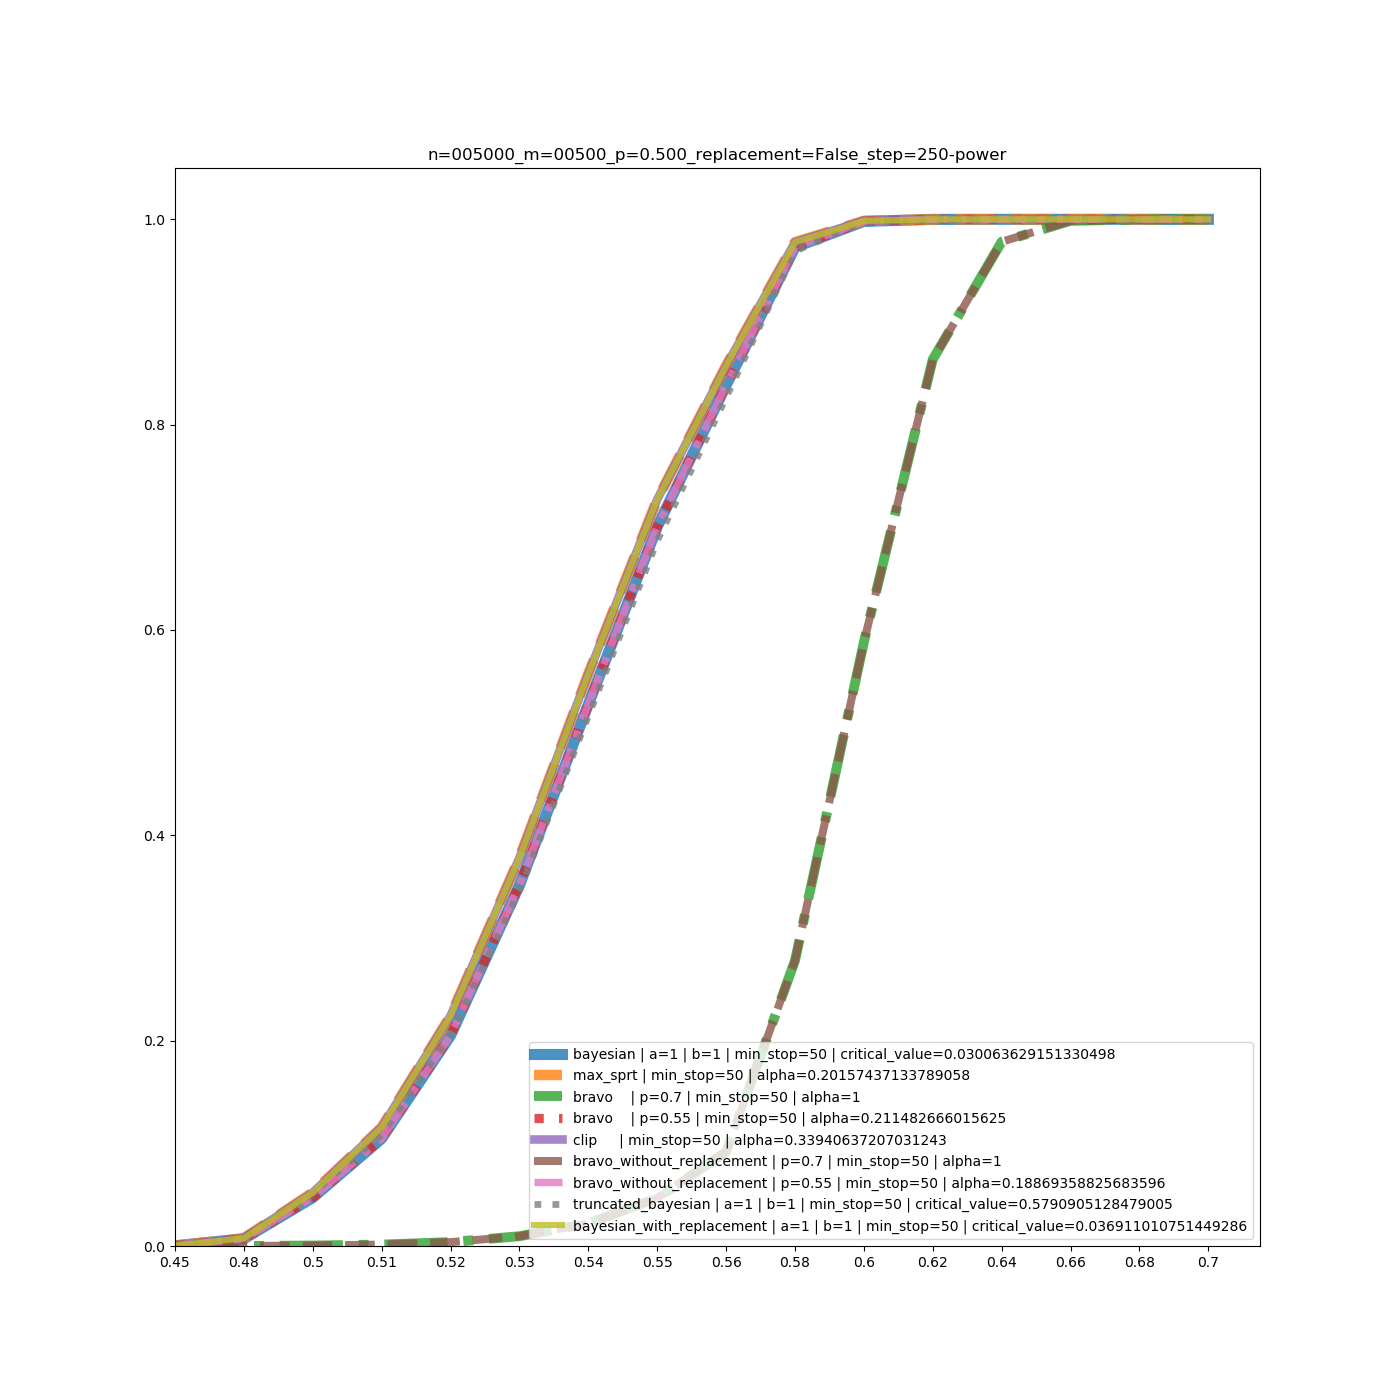 n=005000_m=00500_p=0.500_replacement=False_step=250-power
1.0
0.8
0.6
0.4
0.2
0.0
bayesian | a=1 | b=1 | min_stop=50 | critical_value=0.030063629151330498
max_sprt | min_stop=50 | alpha=0.20157437133789058
bravo    | p=0.7 | min_stop=50 | alpha=1
bravo    | p=0.55 | min_stop=50 | alpha=0.211482666015625
clip     | min_stop=50 | alpha=0.33940637207031243
bravo_without_replacement | p=0.7 | min_stop=50 | alpha=1
bravo_without_replacement | p=0.55 | min_stop=50 | alpha=0.18869358825683596
truncated_bayesian | a=1 | b=1 | min_stop=50 | critical_value=0.5790905128479005
bayesian_with_replacement | a=1 | b=1 | min_stop=50 | critical_value=0.036911010751449286
0.45 0.48 0.5 0.51 0.52 0.53 0.54 0.55 0.56 0.58 0.6 0.62 0.64 0.66 0.68 0.7